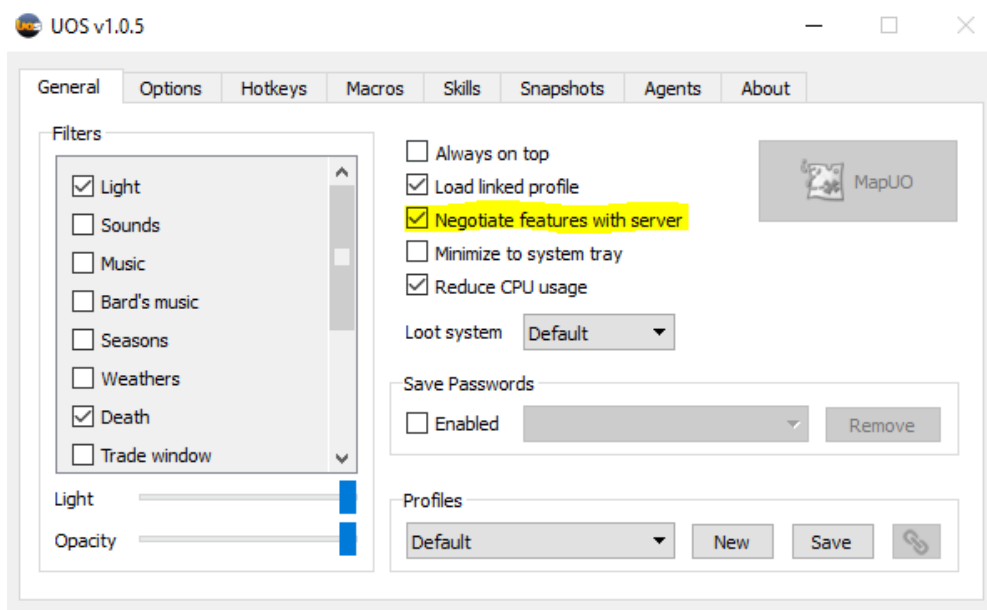 UOS UOS v1.0.5
General Options Hotkeys Macros Skills Snapshots Agents About
Filters
Light
Sounds
Music
Bard's music
Seasons
Weathers
Death
Trade window
Light
Opacity
Always on top
Load linked profile
Negotiate features with server
Minimize to system tray
Reduce CPU usage
MapUO
Loot system Default
Save Passwords
Enabled Remove
Profiles
Default New Save